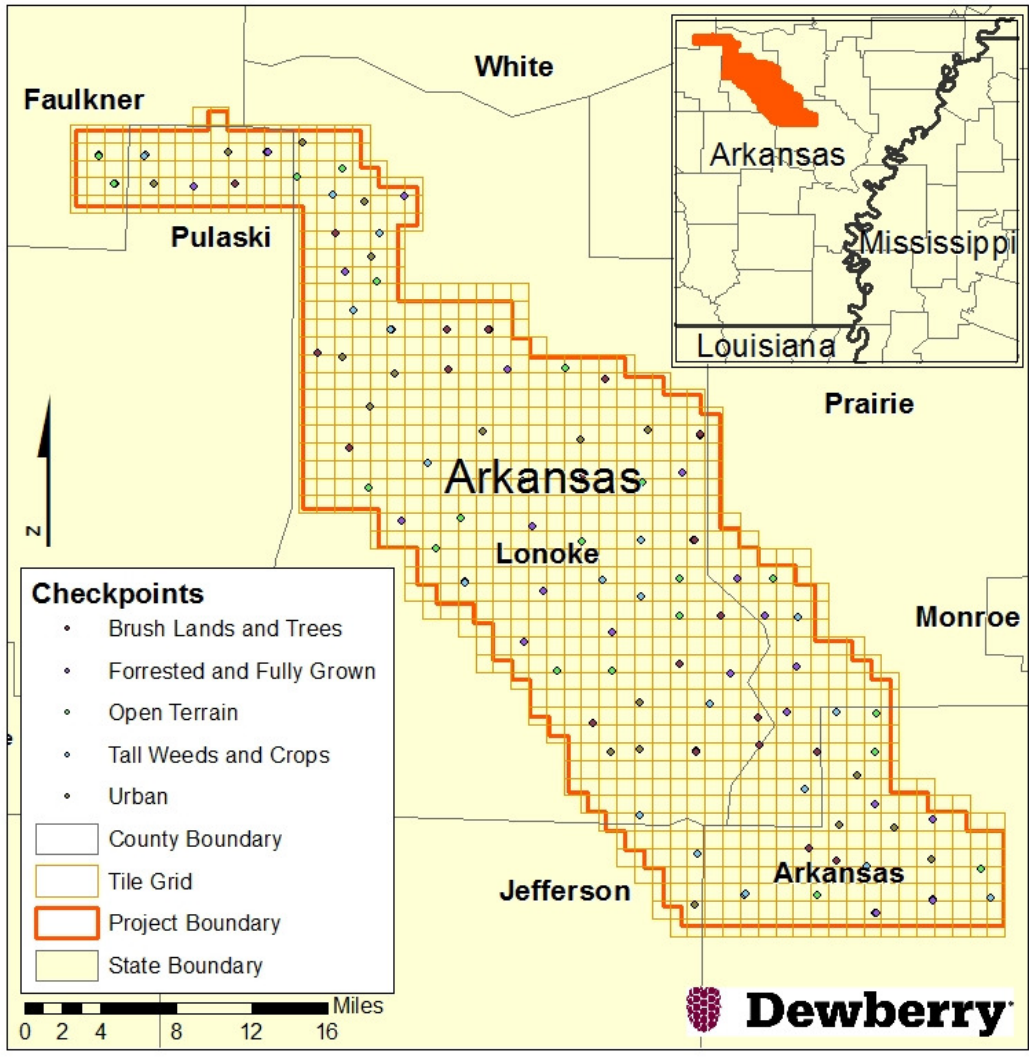 White
Faulkner
Pulaski
Arkansas
Mississippi
Louisiana
Prairie
Arkansas
Lonoke
Monroe
Arkansas
Jefferson
N
Checkpoints
Brush Lands and Trees
Forrested and Fully Grown
Open Terrain
Tall Weeds and Crops
Urban
County Boundary
Tile Grid
Project Boundary
State Boundary
Miles
0 2 4 8 12 16
Dewberry